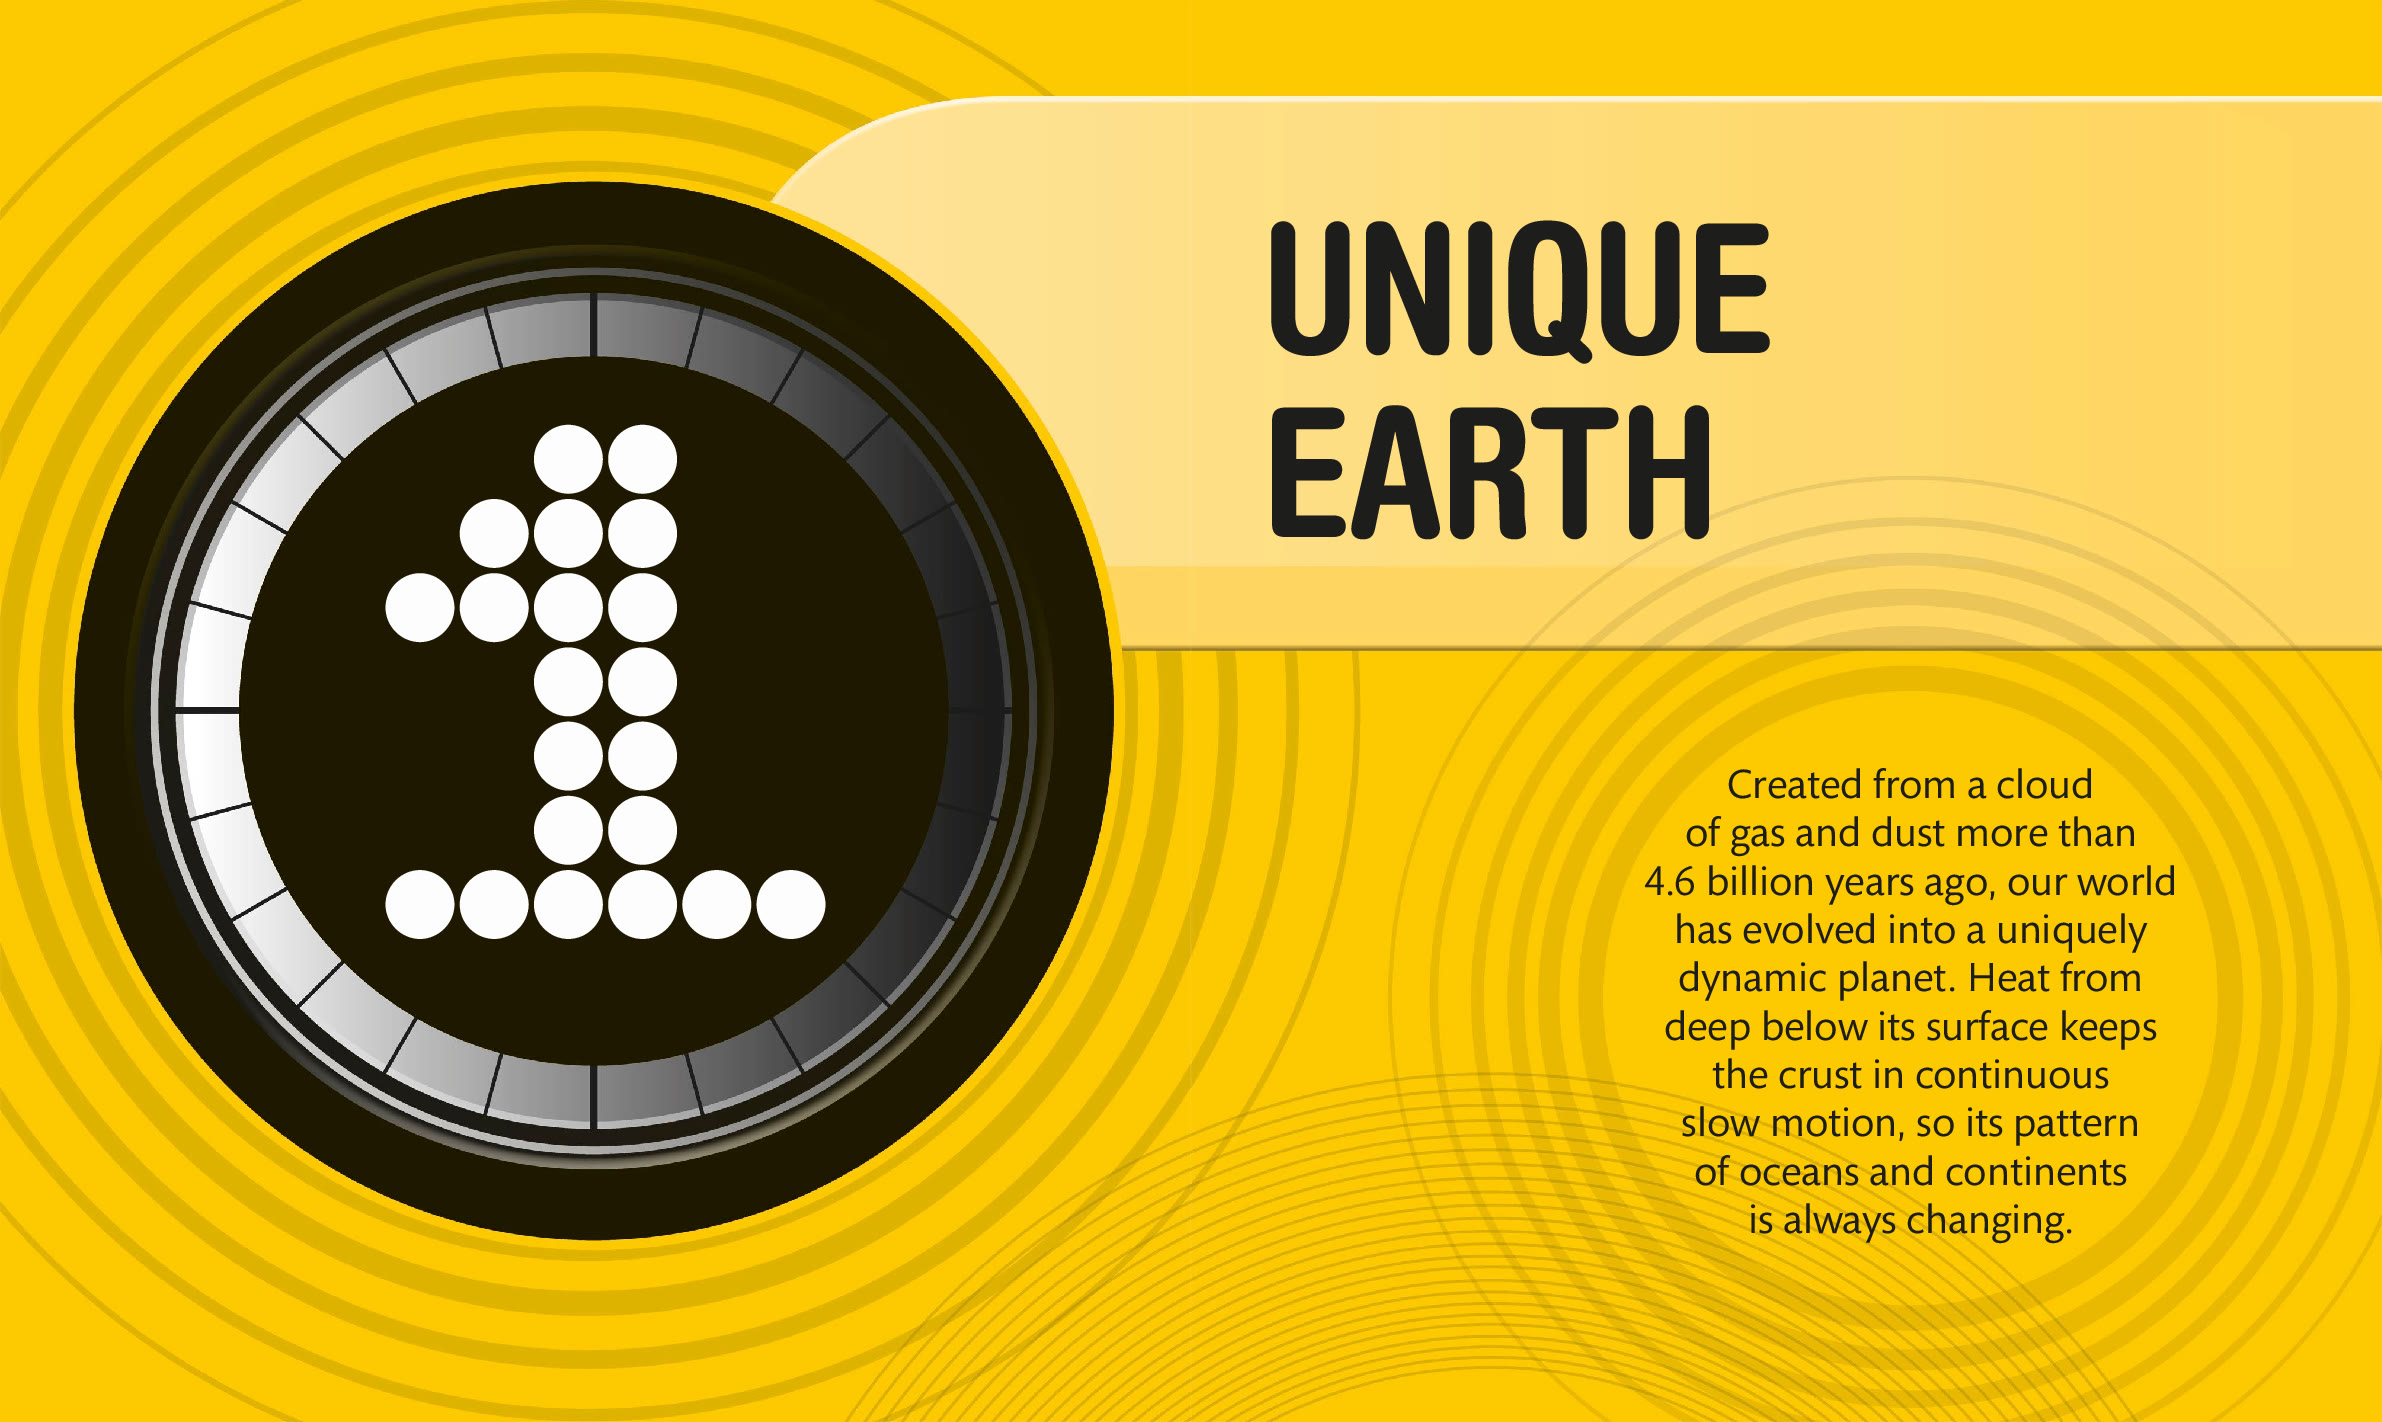 1
UNIQUE
EARTH
Created from a cloud
of gas and dust more than
4.6 billion years ago, our world
has evolved into a uniquely
dynamic planet. Heat from
deep below its surface keeps
the crust in continuous
slow motion, so its pattern
of oceans and continents
is always changing.